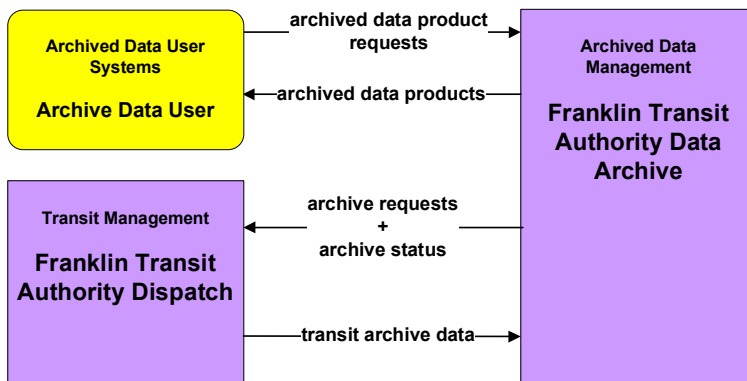 Archived Data User
Systems
Archive Data User
archived data product
requests
archived data products
Archived Data
Management
Franklin Transit
Authority Data
Archive
Transit Management
Franklin Transit
Authority Dispatch
archive requests
+
archive status
transit archive data